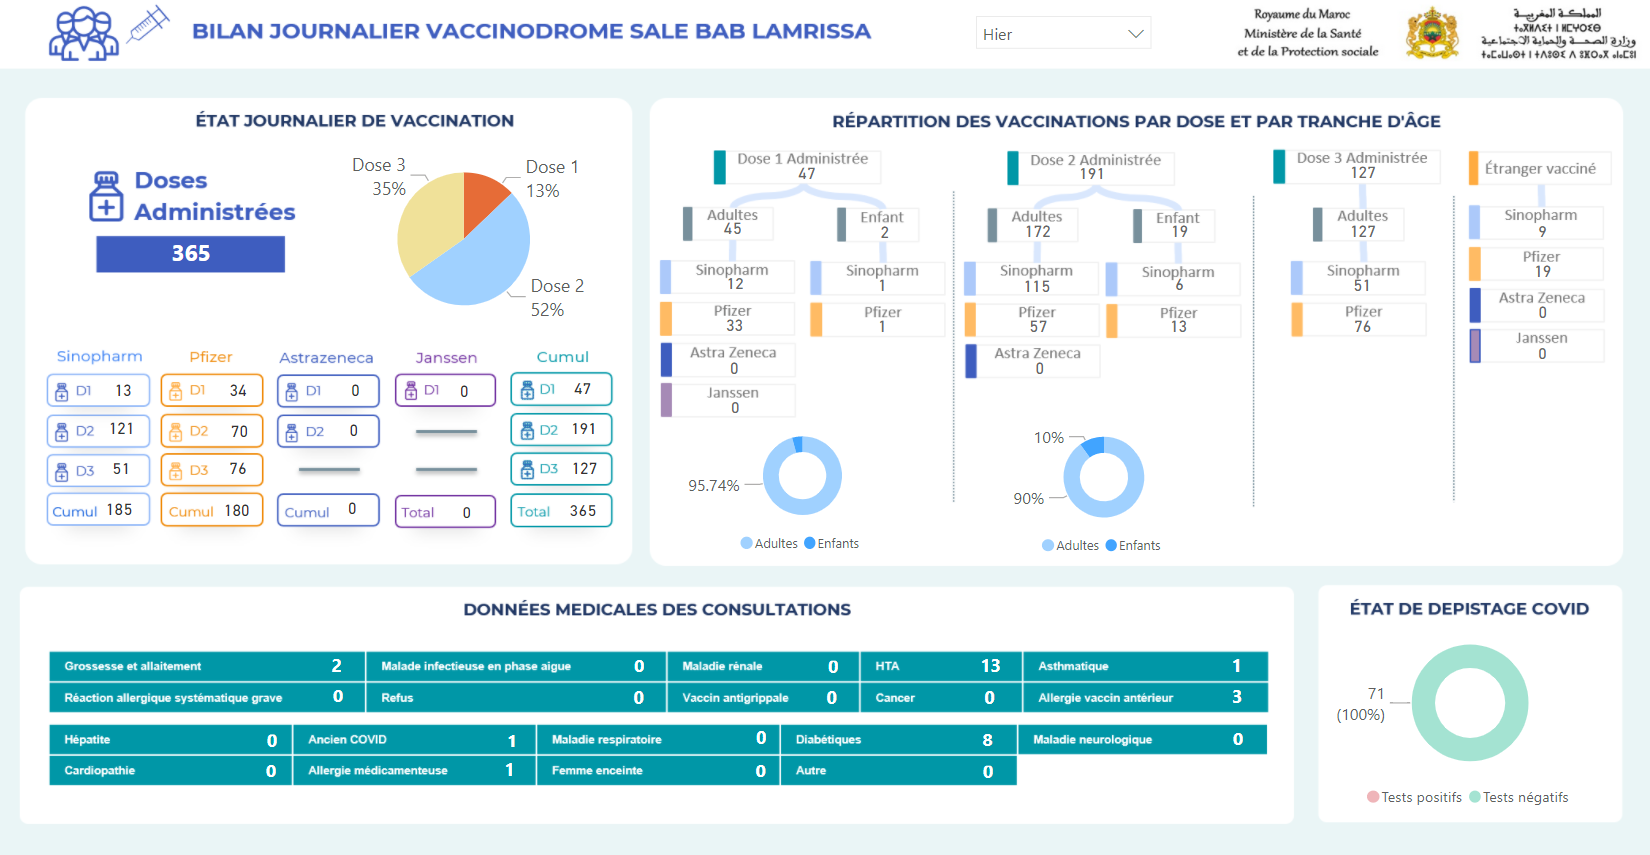 BILAN JOURNALIER VACCINODROME SALE BAB LAMRISSA
Hier
Royaume du Maroc
Ministère de la Santé
et de la Protection sociale
المملكة المغربية
ⵜⴰⴳⵍⴷⵉⵜ ⵏ ⵍⵎⵖⵔⵉⴱ
وزارة الصحة والحماية الاجتماعية
ÉTAT JOURNALIER DE VACCINATION
Doses
Administrées
365
Dose 3
35%
Dose 1
13%
Dose 2
52%
Sinopharm Pfizer Astrazeneca Janssen Cumul
D1 13 D1 34 D1 0 D1 0 D1 47
D2 121 D2 70 D2 0 D2 191
D3 51 D3 76 D3 127
Cumul 185 Cumul 180 Cumul 0 Total 0 Total 365
RÉPARTITION DES VACCINATIONS PAR DOSE ET PAR TRANCHE D'ÂGE
Dose 1 Administrée
47
Adultes
45
Enfant
2
Sinopharm
12
Sinopharm
1
Pfizer
33
Pfizer
1
Astra Zeneca
0
Janssen
0
95.74%
Adultes Enfants
Dose 2 Administrée
191
Adultes
172
Enfant
19
Sinopharm
115
Sinopharm
6
Pfizer
57
Pfizer
13
Astra Zeneca
0
10%
90%
Adultes Enfants
Dose 3 Administrée
127
Adultes
127
Sinopharm
51
Pfizer
76
Étranger vacciné
Sinopharm
9
Pfizer
19
Astra Zeneca
0
Janssen
0
DONNÉES MEDICALES DES CONSULTATIONS
Grossesse et allaitement 2 Malade infectieuse en phase aigue 0 Maladie rénale 0 HTA 13 Asthmatique 1
Réaction allergique systématique grave 0 Refus 0 Vaccin antigrippale 0 Cancer 0 Allergie vaccin antérieur 3
Hépatite 0 Ancien COVID 1 Maladie respiratoire 0 Diabétiques 8 Maladie neurologique 0
Cardiopathie 0 Allergie médicamenteuse 1 Femme enceinte 0 Autre 0
ÉTAT DE DEPISTAGE COVID
71
(100%)
Tests positifs Tests négatifs